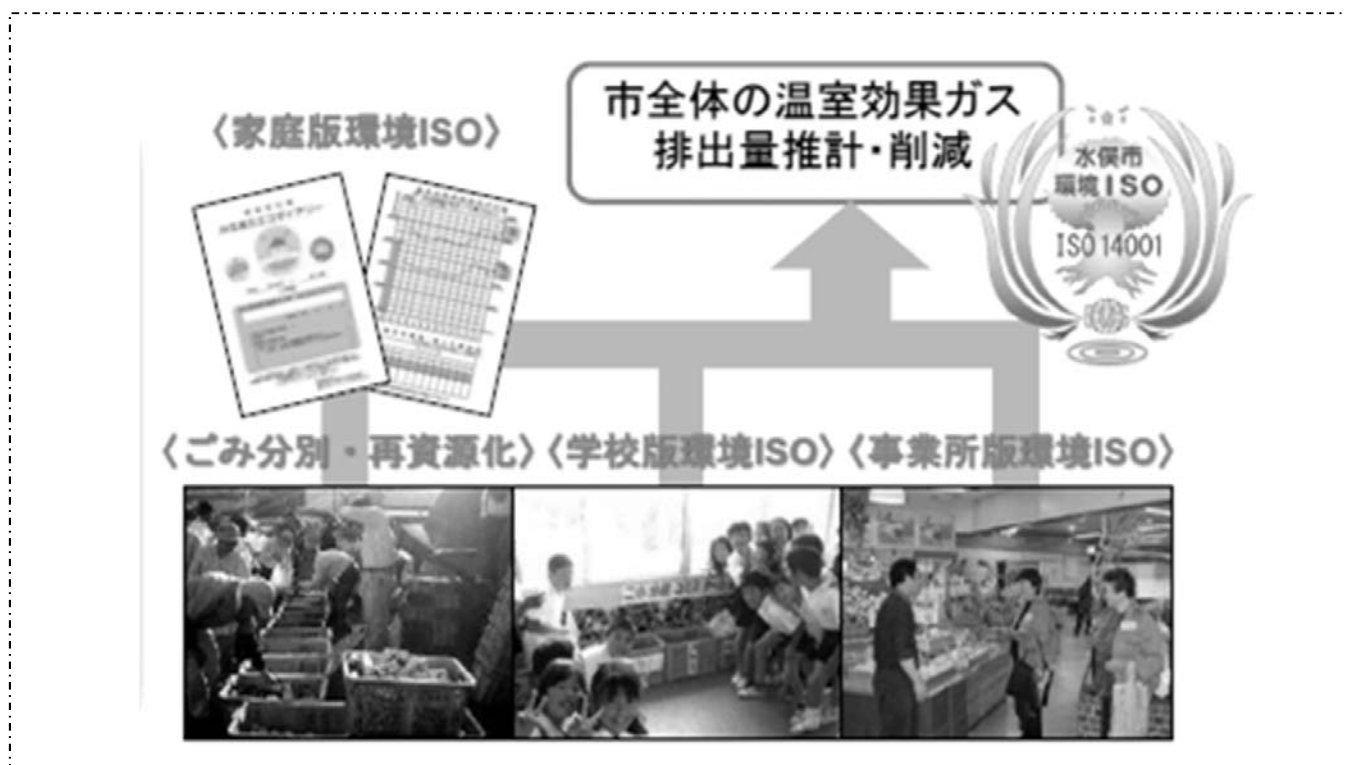 市全体の温室効果ガス
排出量推計・削減
〈家庭版環境ISO〉
水俣市
環境ISO
ISO 14001
〈ごみ分別・再資源化〉
〈学校版環境ISO〉
〈事業所版環境ISO〉